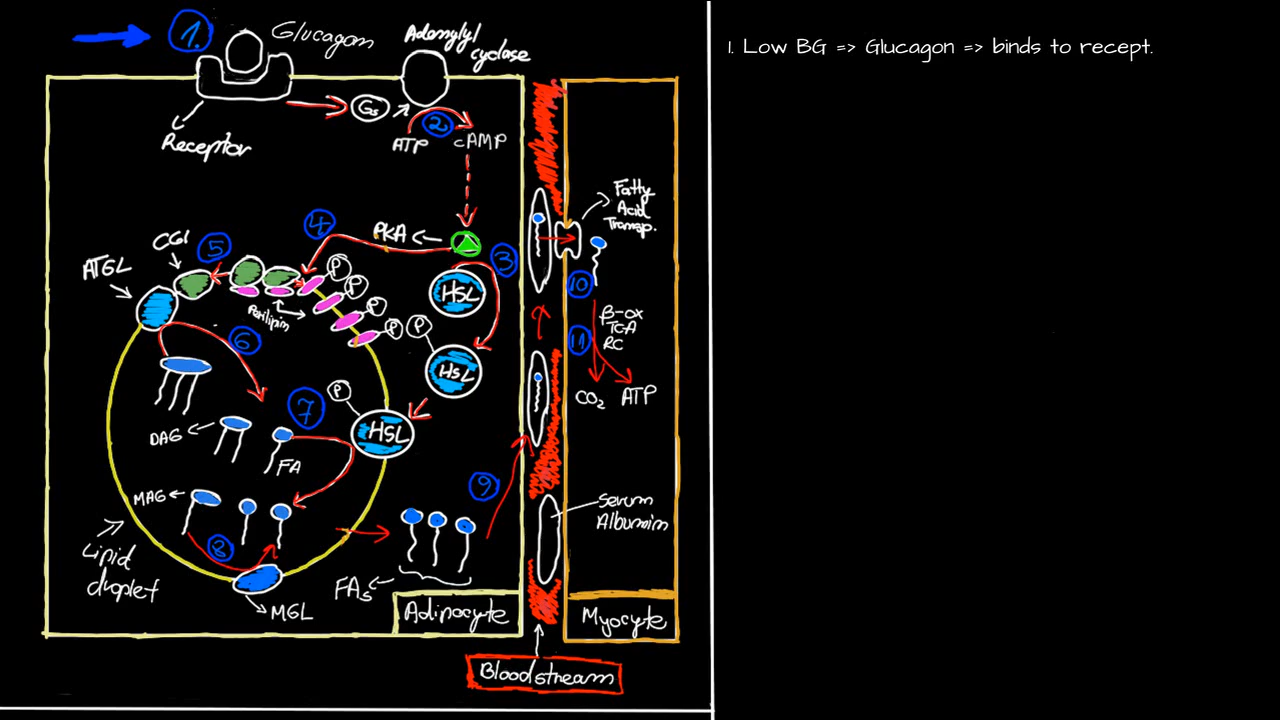 1.
Glucagon
Adenylyl
cyclase
Receptor
Gs
2
ATP
cAMP
Fatty
Acid
Transp.
4
PKA
3
CGI
5
ATGL
P
P
P
P
P
HSL
Perilipin
10
β-ox
TCA
RC
11
6
HSL
CO2
ATP
7
P
HSL
DAG
FA
MAG
9
Serum
Albumin
8
Lipid
droplet
FAs
MGL
Adipocyte
Myocyte
Bloodstream
1. Low BG => Glucagon => binds to recept.